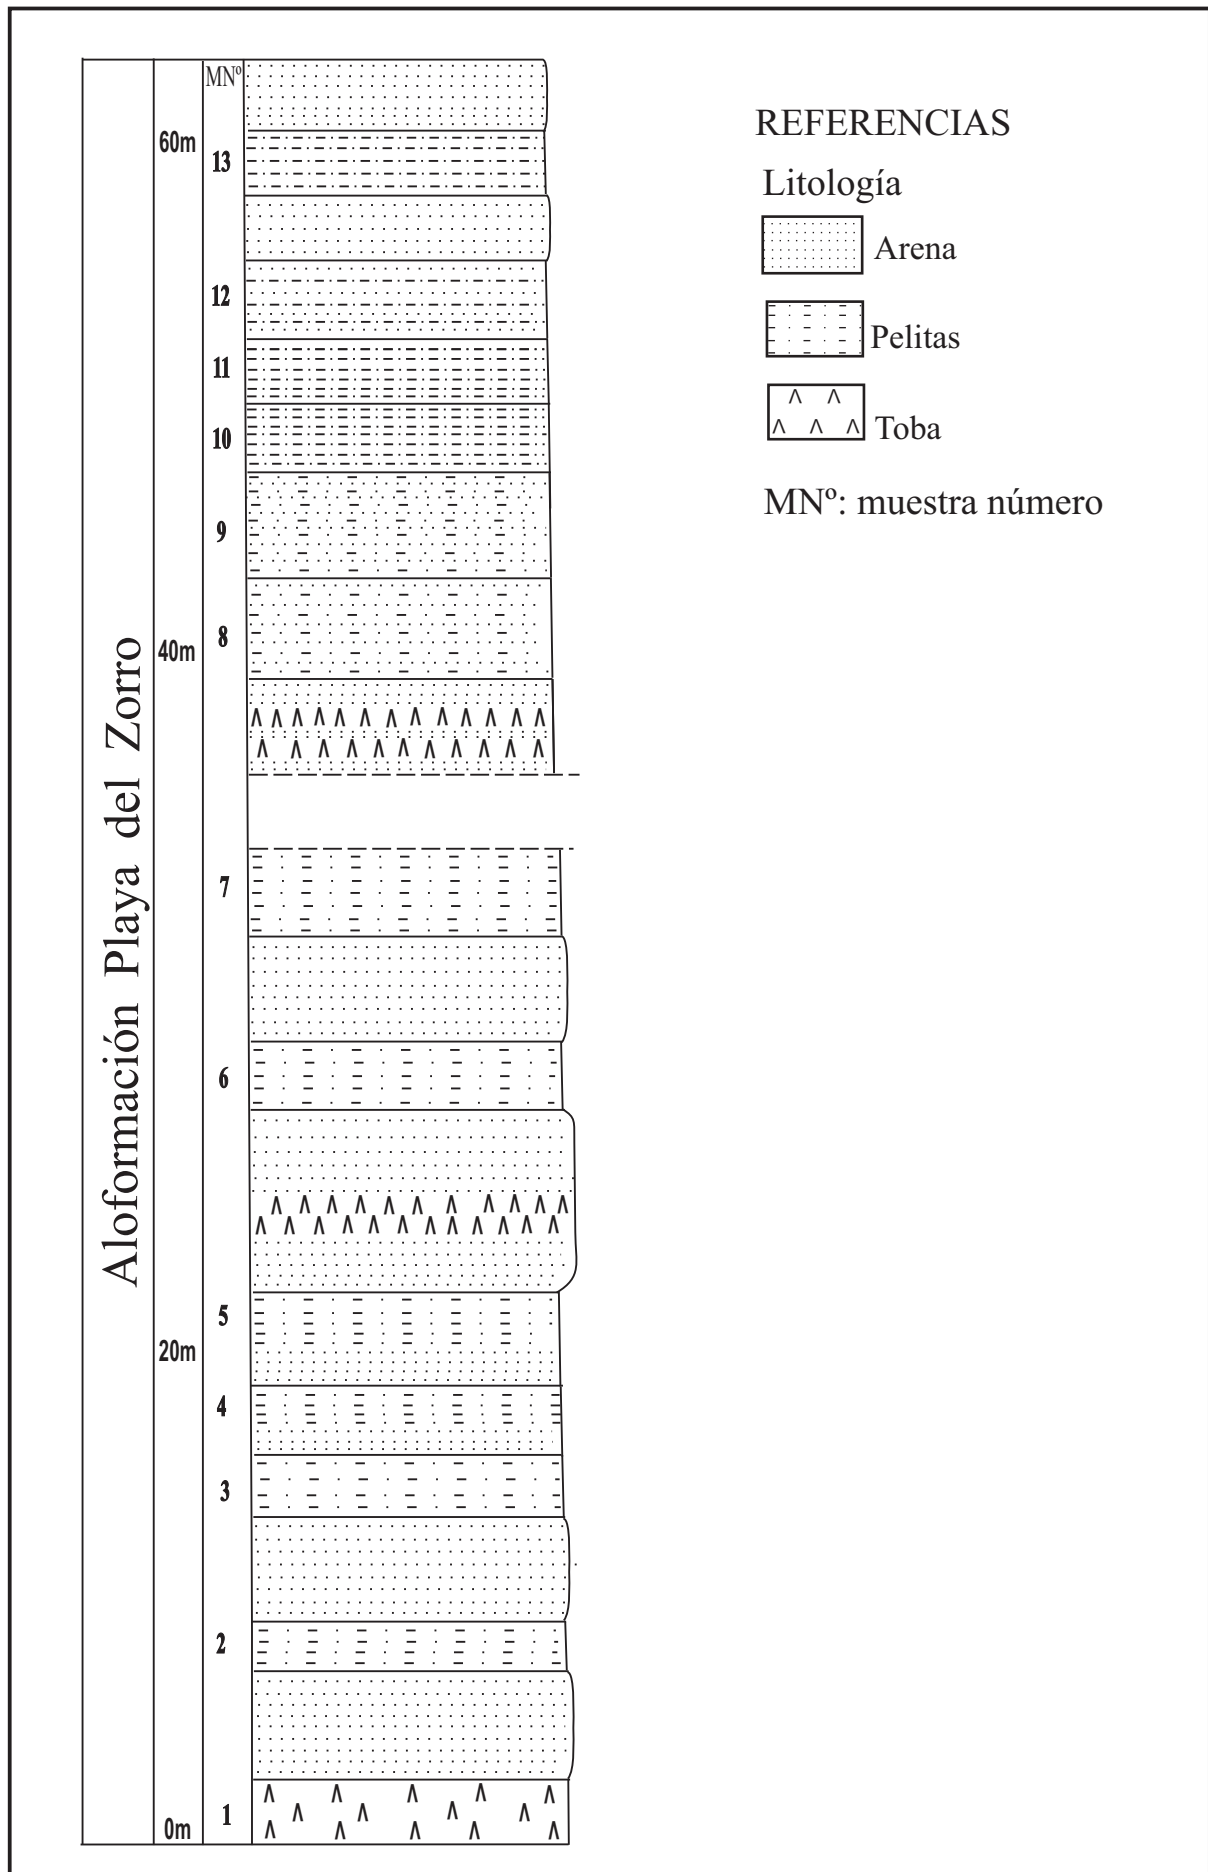 Aloformación Playa del Zorro
MNº
60m
13
12
11
10
9
8
40m
7
6
5
20m
4
3
2
1
0m
REFERENCIAS
Litología
Arena
Pelitas
Toba
MNº: muestra número